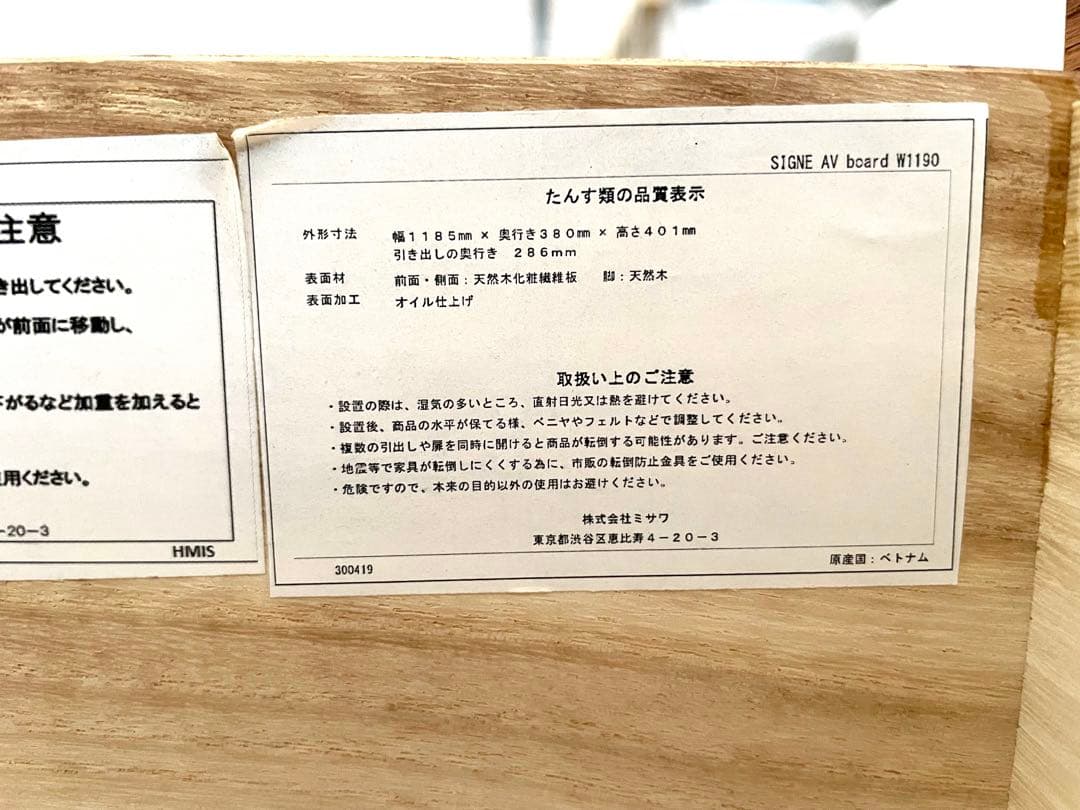 注意
き出してください。
が前面に移動し、
がるなど加重を加えると
用ください。
-20-3
HMIS
SIGNE AV board W1190
たんす類の品質表示
外形寸法 幅1185mm × 奥行き380mm × 高さ401mm
引き出しの奥行き 286mm
表面材 前面・側面：天然木化粧繊維板 脚：天然木
表面加工 オイル仕上げ
取扱い上のご注意
・設置の際は、湿気の多いところ、直射日光又は熱を避けてください。
・設置後、商品の水平が保てる様、ベニヤやフェルトなどで調整してください。
・複数の引出しや扉を同時に開けると商品が転倒する可能性があります。ご注意ください。
・地震等で家具が転倒しにくくする為に、市販の転倒防止金具をご使用ください。
・危険ですので、本来の目的以外の使用はお避けください。
株式会社ミサワ
東京都渋谷区恵比寿4-20-3
300419 原産国：ベトナム